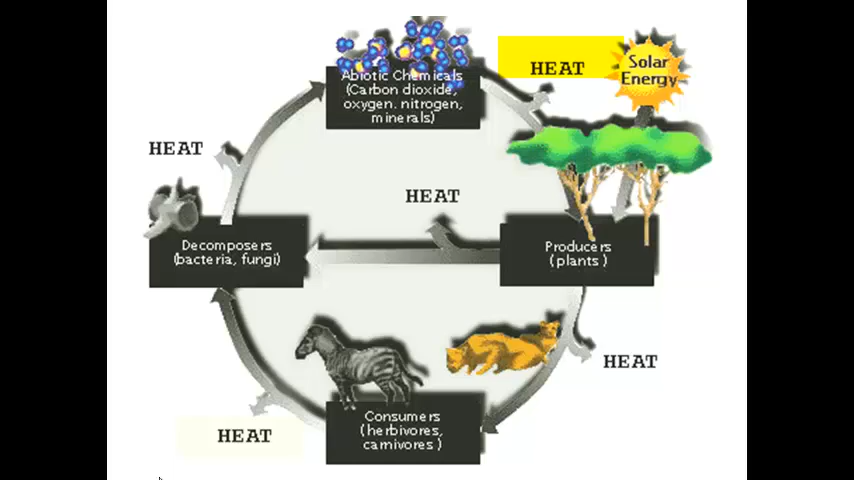 HEAT
Solar
Energy
Abiotic Chemicals
(Carbon dioxide,
oxygen. nitrogen,
minerals)
HEAT
HEAT
Decomposers
(bacteria, fungi)
Producers
(plants)
HEAT
Consumers
(herbivores,
carnivores)
HEAT